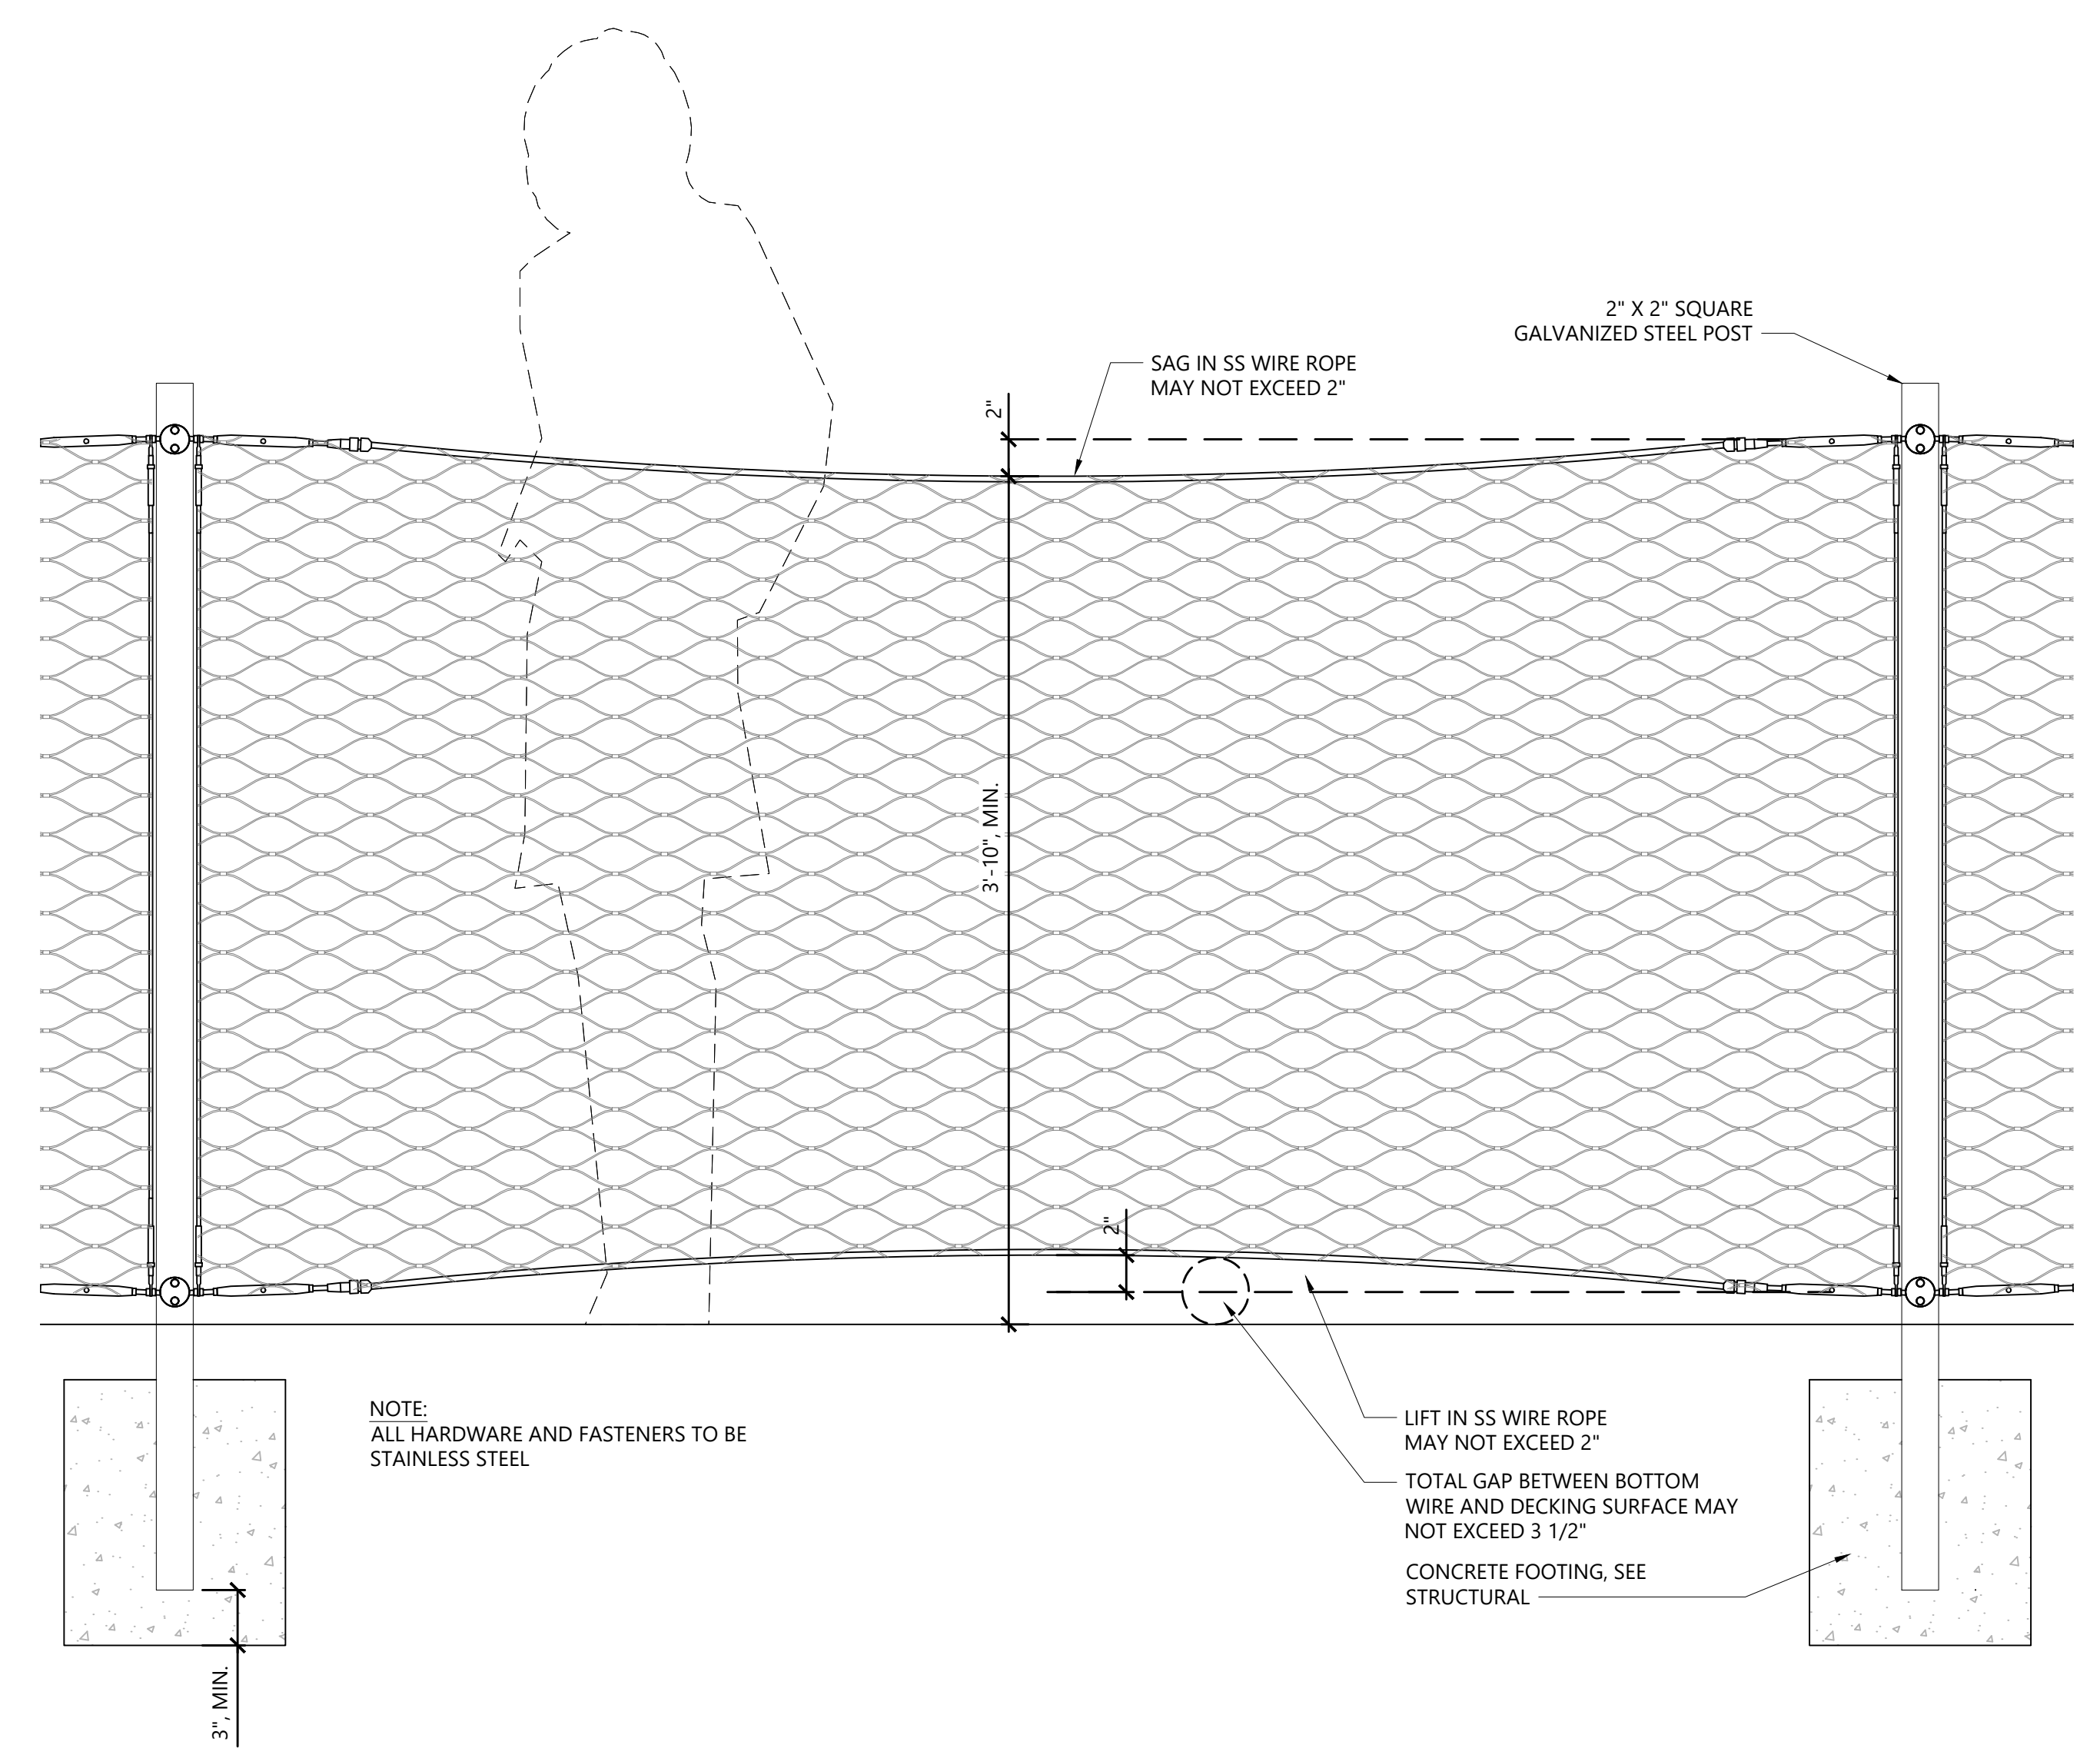 2" X 2" SQUARE
GALVANIZED STEEL POST
SAG IN SS WIRE ROPE
MAY NOT EXCEED 2"
2"
3'-10", MIN.
2"
NOTE:
ALL HARDWARE AND FASTENERS TO BE
STAINLESS STEEL
LIFT IN SS WIRE ROPE
MAY NOT EXCEED 2"
TOTAL GAP BETWEEN BOTTOM
WIRE AND DECKING SURFACE MAY
NOT EXCEED 3 1/2"
CONCRETE FOOTING, SEE
STRUCTURAL
3", MIN.